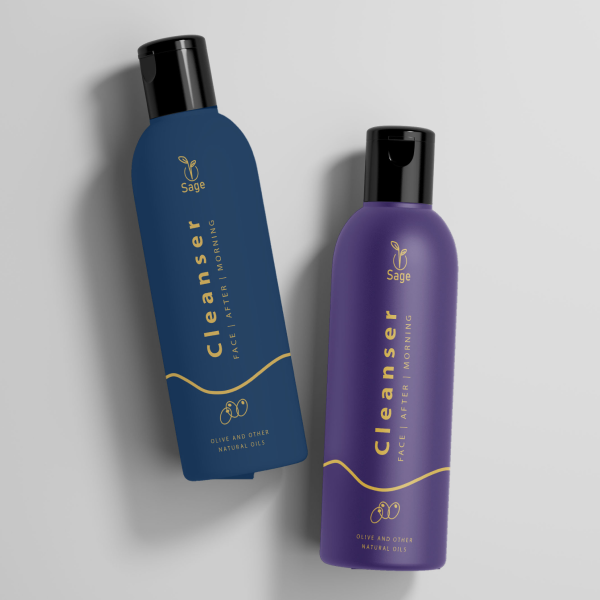 Sage
Cleanser
FACE | AFTER | MORNING
OLIVE AND OTHER
NATURAL OILS
Sage
Cleanser
FACE | AFTER | MORNING
OLIVE AND OTHER
NATURAL OILS